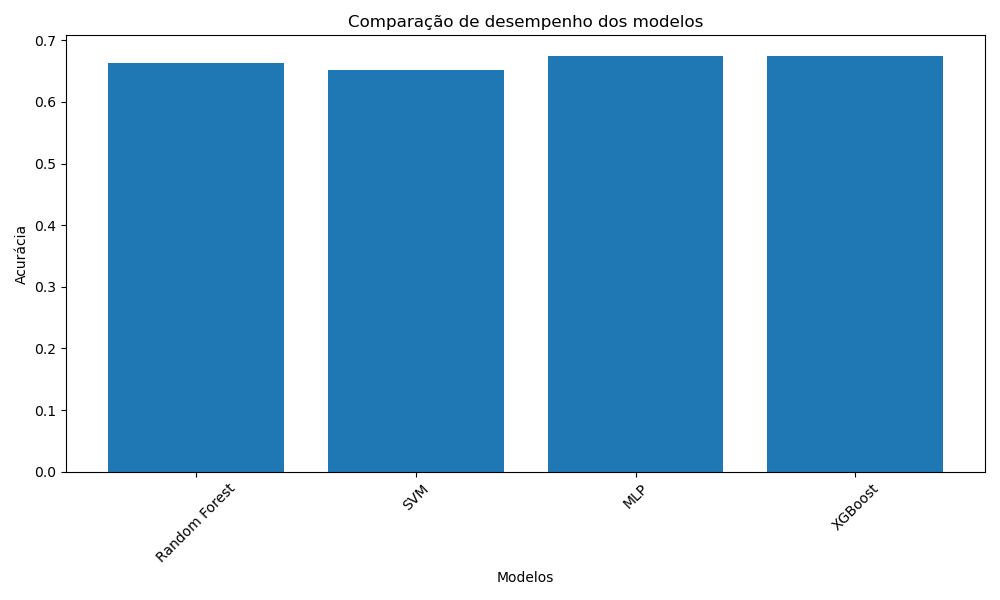 Comparação de desempenho dos modelos
0.7
0.6
0.5
0.4
0.3
0.2
0.1
0.0
Acurácia
Random Forest
SVM
MLP
XGBoost
Modelos